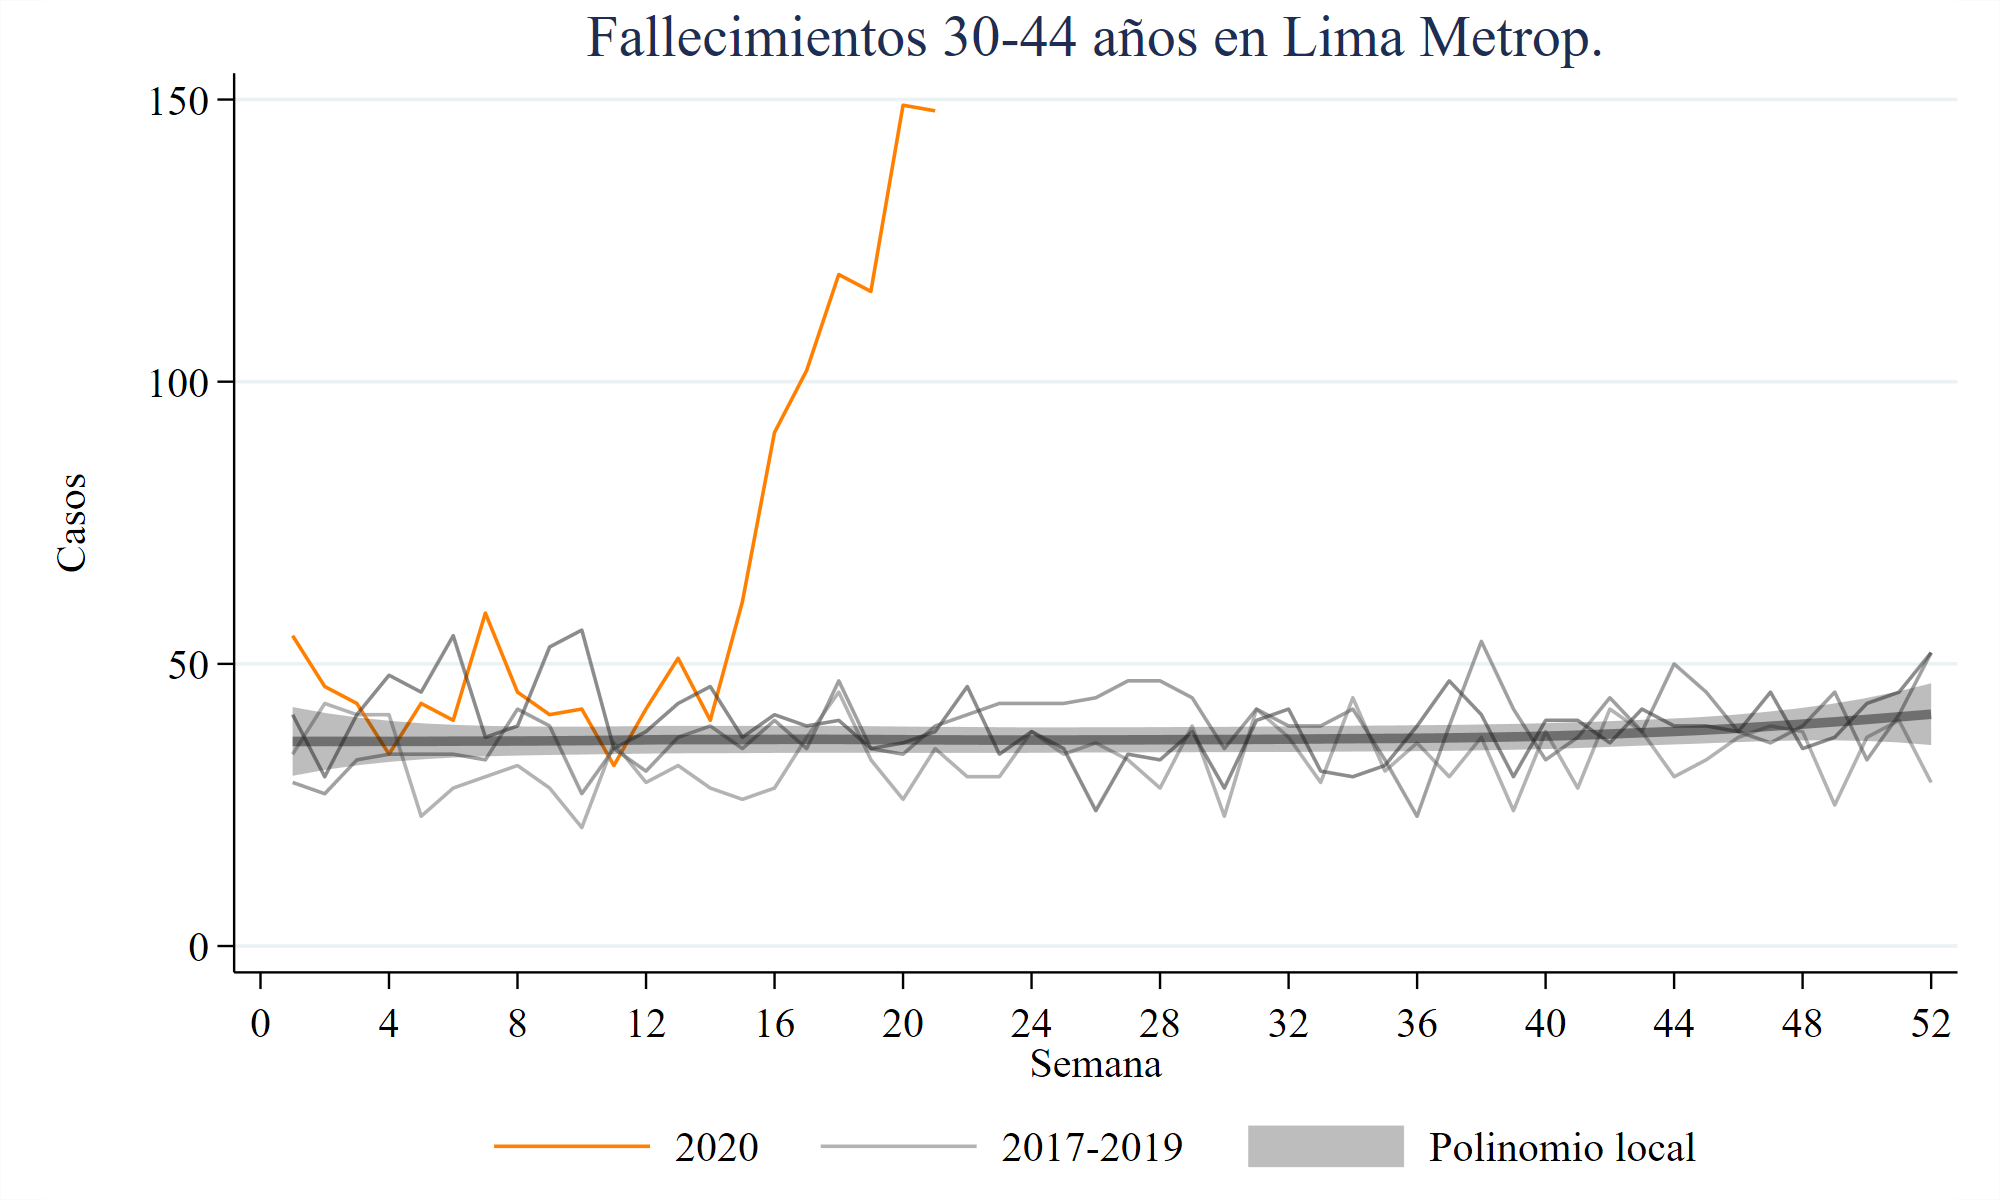 Fallecimientos 30-44 años en Lima Metrop.
150
100
50
0
Casos
0 4 8 12 16 20 24 28 32 36 40 44 48 52
Semana
2020 2017-2019 Polinomio local